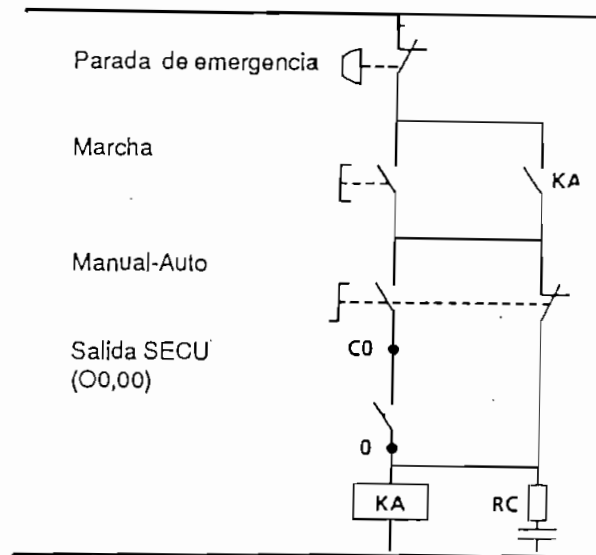 Parada de emergencia
Marcha
KA
Manual-Auto
Salida SECU
(O0,00)
C0
0
KA
RC